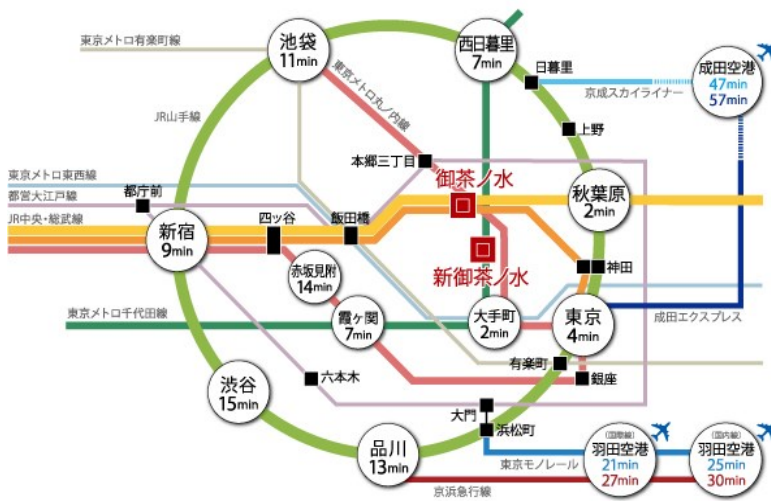 東京メトロ有楽町線
池袋
11min
西日暮里
7min
日暮里
成田空港
47min
57min
京成スカイライナー
東京メトロ丸ノ内線
JR山手線
上野
本郷三丁目
東京メトロ東西線
都営大江戸線
都庁前
JR中央・総武線
新宿
9min
四ッ谷
飯田橋
御茶ノ水
秋葉原
2min
赤坂見附
14min
新御茶ノ水
神田
東京メトロ千代田線
霞ヶ関
7min
大手町
2min
東京
4min
成田エクスプレス
有楽町
銀座
六本木
渋谷
15min
大門
浜松町
品川
13min
東京モノレール
京浜急行線
(国際線)
羽田空港
21min
27min
(国内線)
羽田空港
25min
30min